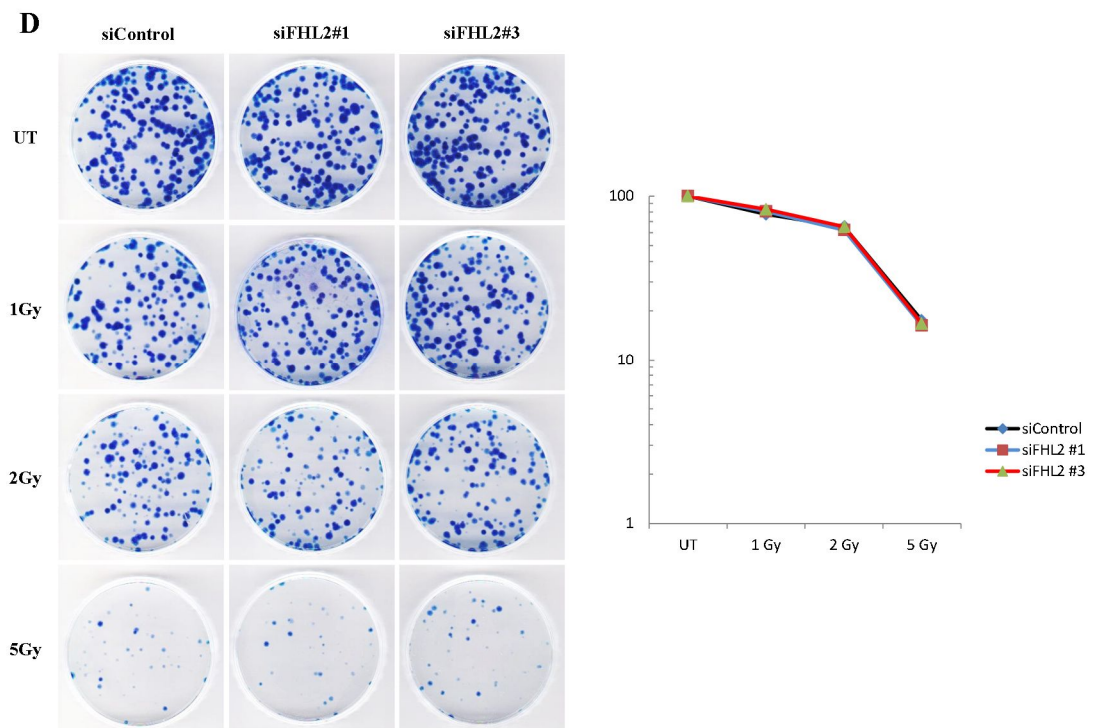 D
siControl siFHL2#1 siFHL2#3
UT
1Gy
2Gy
5Gy
100
10
1
UT 1 Gy 2 Gy 5 Gy
siControl
siFHL2 #1
siFHL2 #3